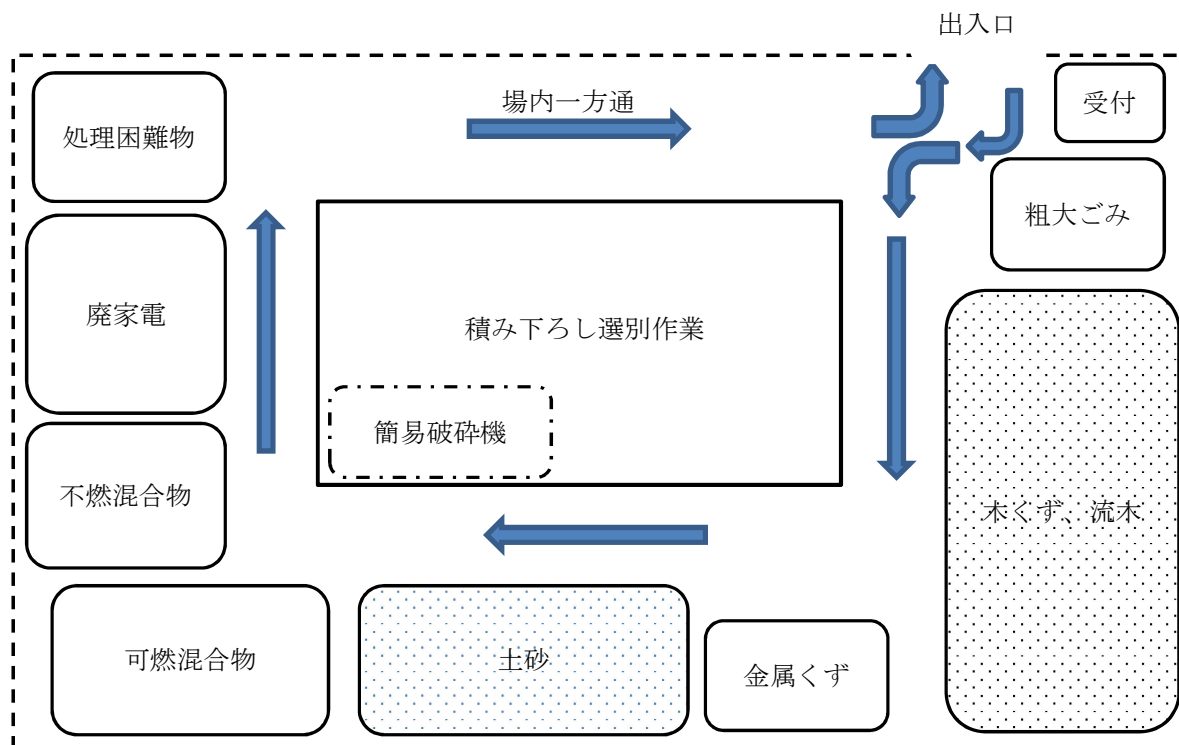 出入口
処理困難物
場内一方通
受付
粗大ごみ
廃家電
積み下ろし選別作業
簡易破砕機
不燃混合物
木くず、流木
可燃混合物
土砂
金属くず